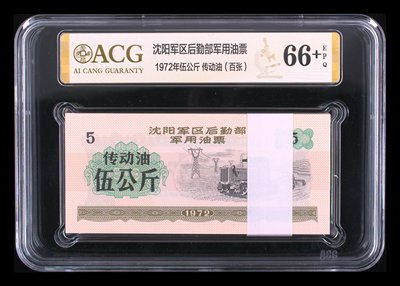 ACG
AI CANG GUARANTY
沈阳军区后勤部军用油票
1972年伍公斤 传动油（百张）
66+
EPQ
沈阳军区后勤部
军用油票
5
5
传动油
伍公斤
1972